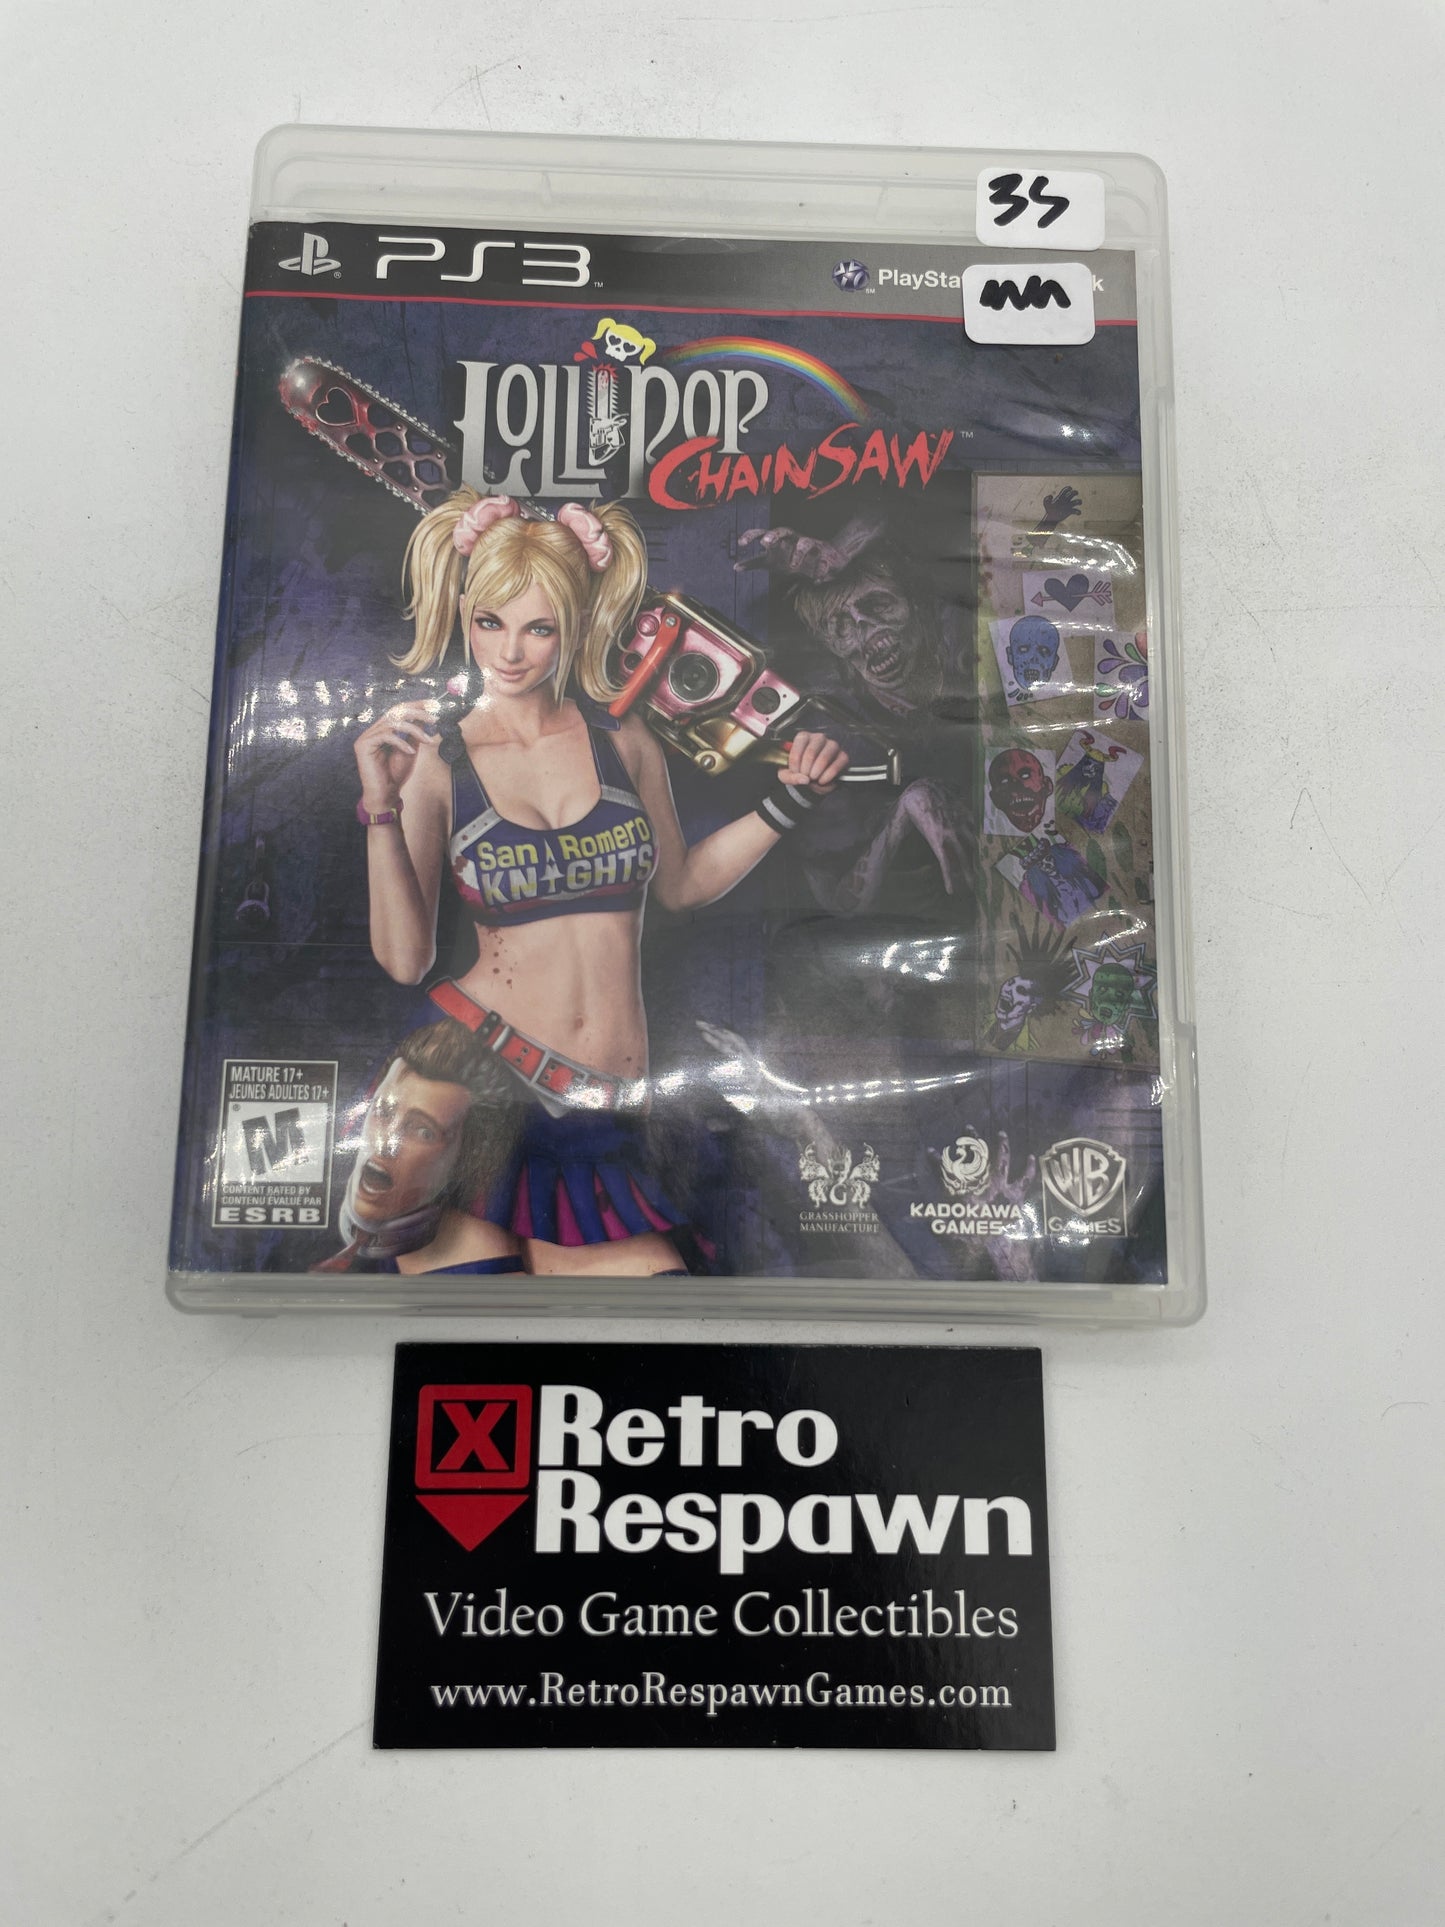 35
PS3
PlaySta
k
LOLLIPOP
CHAINSAW
San Romero
KNIGHTS
MATURE 17+
JEUNES ADULTES 17+
M
CONTENT RATED BY
CONTENU ÉVALUÉ PAR
ESRB
GRASSHOPPER
MANUFACTURE
KADOKAWA
GAMES
WB
GAMES
X Retro
Respawn
Video Game Collectibles
www.RetroRespawnGames.com